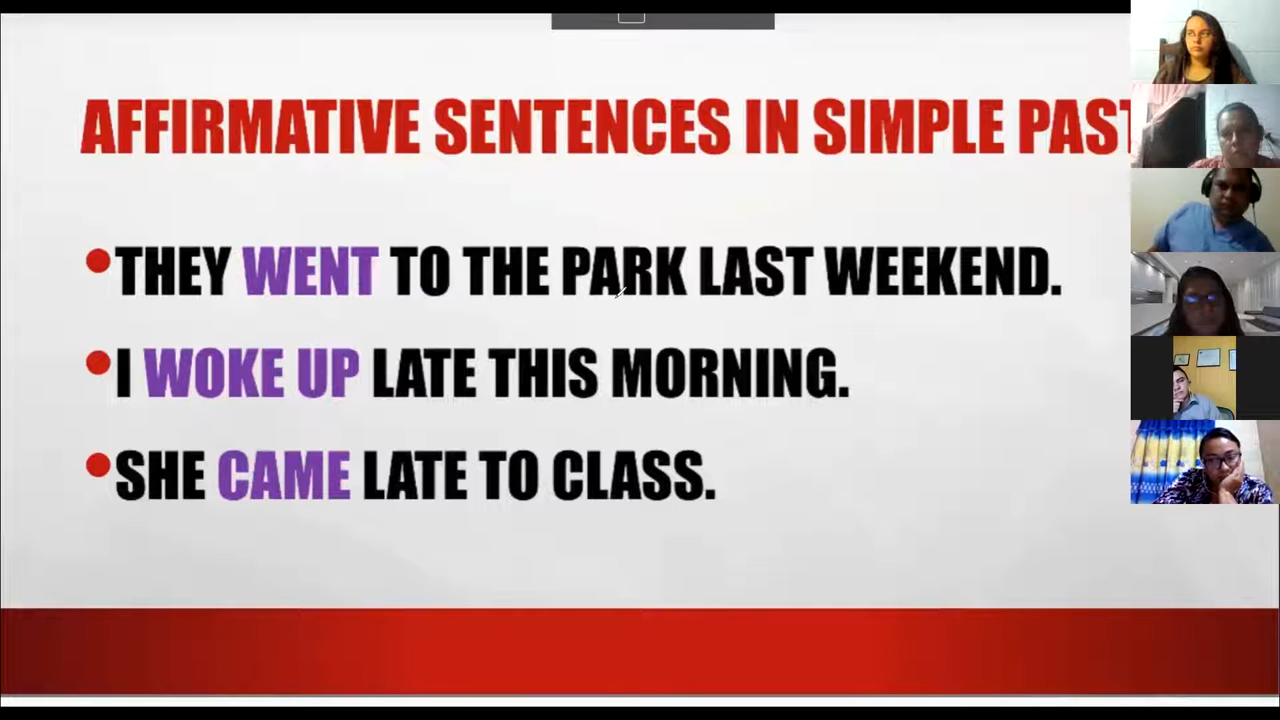 AFFIRMATIVE SENTENCES IN SIMPLE PAST
•THEY WENT TO THE PARK LAST WEEKEND.
•I WOKE UP LATE THIS MORNING.
•SHE CAME LATE TO CLASS.